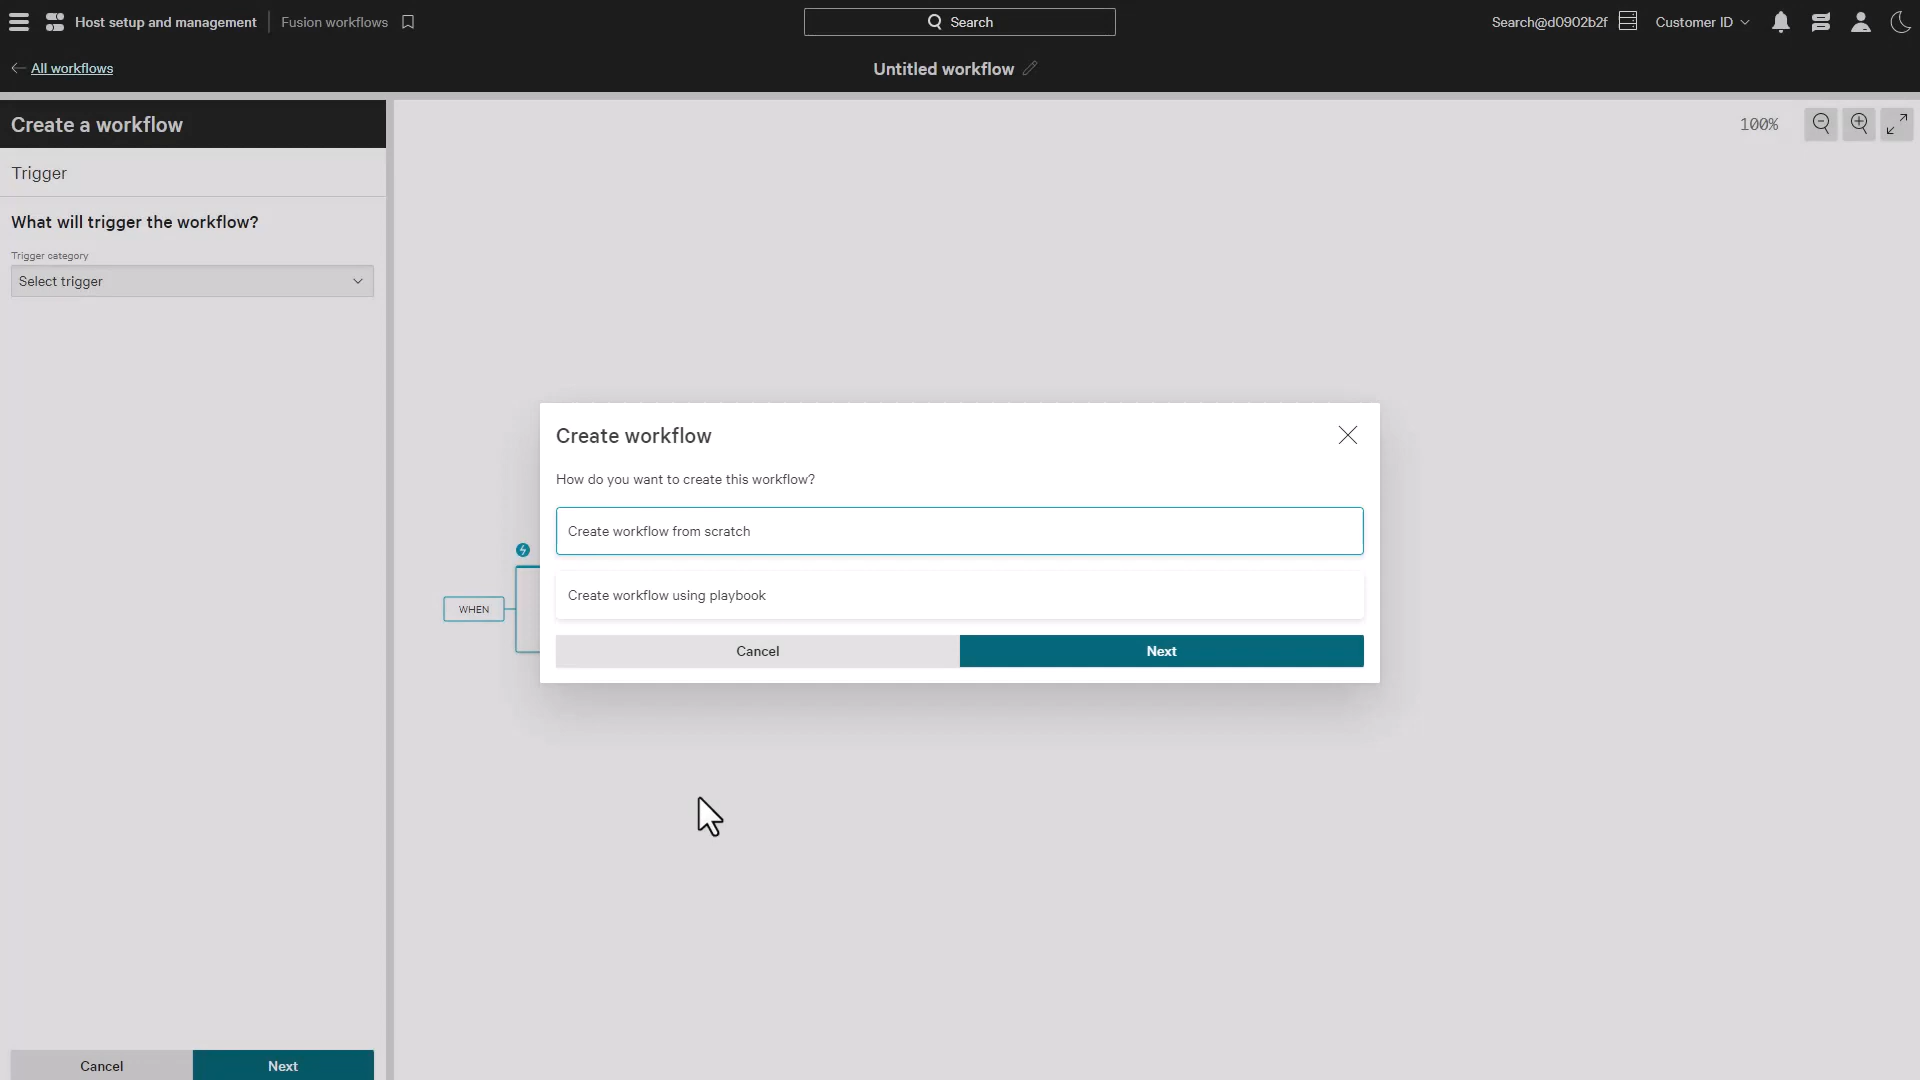 Host setup and management
Fusion workflows
Search
Search@d0902b2f
Customer ID
All workflows
Untitled workflow
Create a workflow
100%
Trigger
What will trigger the workflow?
Trigger category
Select trigger
Create workflow
How do you want to create this workflow?
Create workflow from scratch
Create workflow using playbook
WHEN
Cancel
Next
Cancel
Next